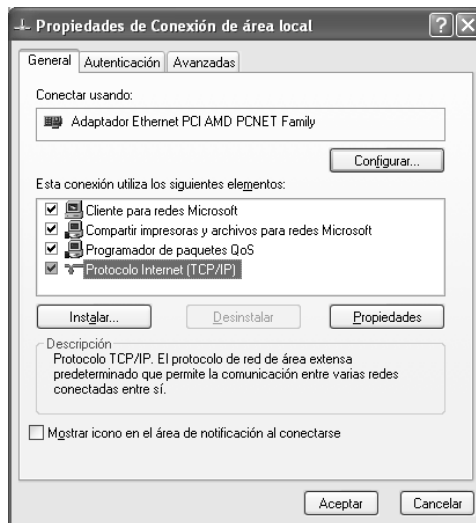 Propiedades de Conexión de área local
General Autenticación Avanzadas
Conectar usando:
Adaptador Ethernet PCI AMD PCNET Family
Configurar...
Esta conexión utiliza los siguientes elementos:
Cliente para redes Microsoft
Compartir impresoras y archivos para redes Microsoft
Programador de paquetes QoS
Protocolo Internet (TCP/IP)
Instalar... Desinstalar Propiedades
Descripción
Protocolo TCP/IP. El protocolo de red de área extensa
predeterminado que permite la comunicación entre varias redes
conectadas entre sí.
Mostrar icono en el área de notificación al conectarse
Aceptar Cancelar